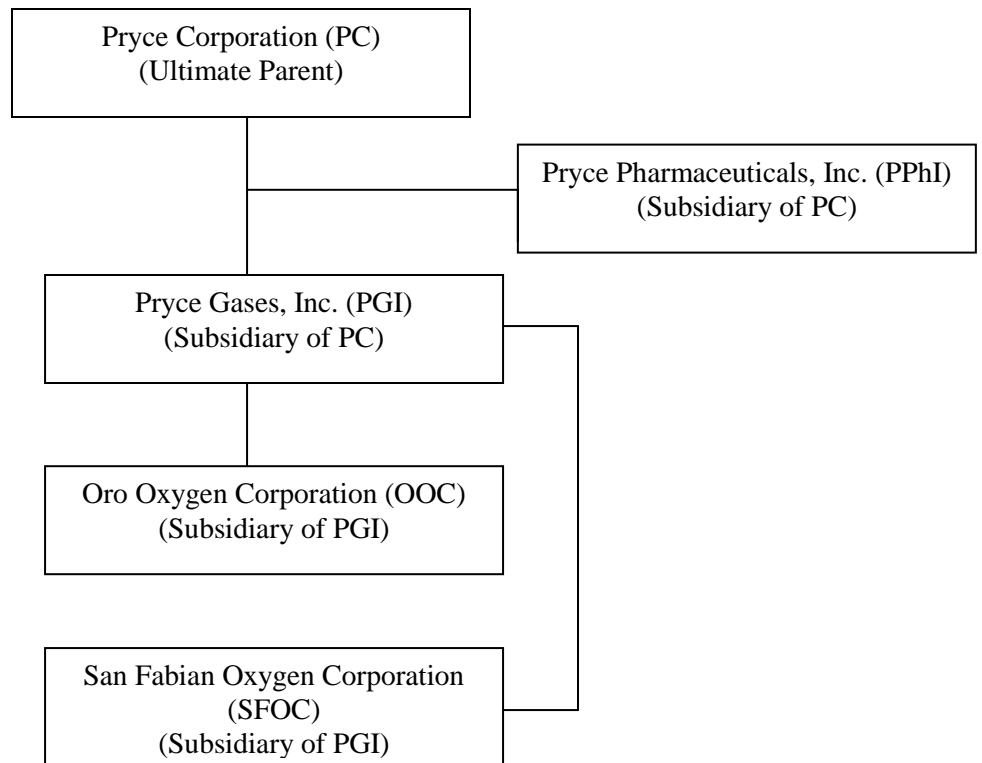 Pryce Corporation (PC)
(Ultimate Parent)
Pryce Pharmaceuticals, Inc. (PPhI)
(Subsidiary of PC)
Pryce Gases, Inc. (PGI)
(Subsidiary of PC)
Oro Oxygen Corporation (OOC)
(Subsidiary of PGI)
San Fabian Oxygen Corporation
(SFOC)
(Subsidiary of PGI)